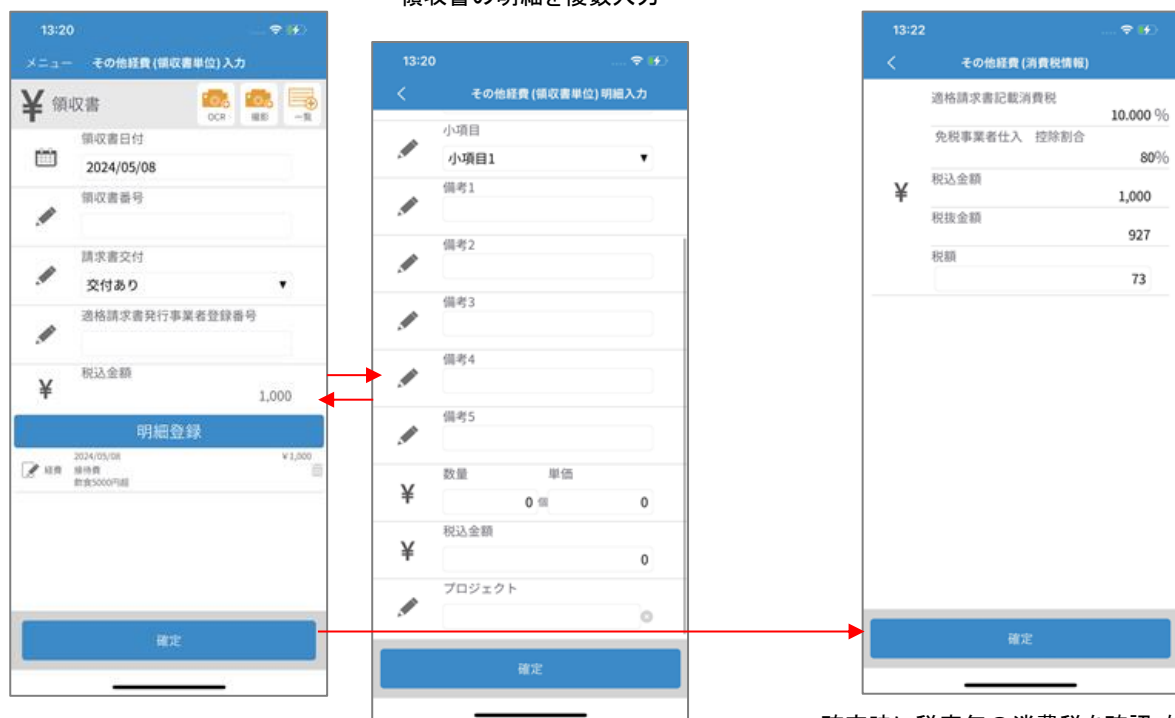 領収書の明細を複数入力
13:20
メニュー その他経費(領収書単位)入力
¥ 領収書
OCR 撮影 一覧
領収書日付
2024/05/08
領収書番号
請求書交付
交付あり ▼
適格請求書発行事業者登録番号
¥ 税込金額
1,000
明細登録
2024/05/08 ¥1,000
経費 接待費
飲食5000円超
確定
13:20
< その他経費(領収書単位)明細入力
小項目
小項目1 ▼
備考1
備考2
備考3
備考4
備考5
¥ 数量 単価
0 個 0
¥ 税込金額
0
プロジェクト
確定
13:22
< その他経費(消費税情報)
適格請求書記載消費税
10.000 %
免税事業者仕入 控除割合
80%
¥ 税込金額
1,000
税抜金額
927
税額
73
確定